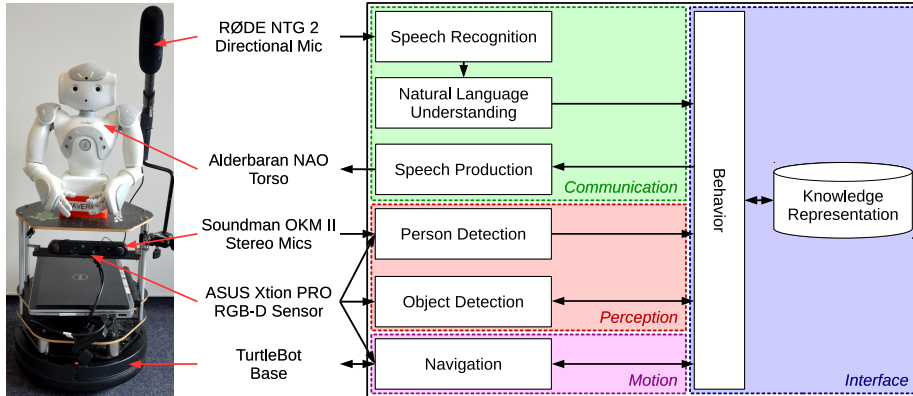 RØDE NTG 2
Directional Mic
Alderbaran NAO
Torso
Soundman OKM II
Stereo Mics
ASUS Xtion PRO
RGB-D Sensor
TurtleBot
Base
Speech Recognition
Natural Language
Understanding
Speech Production
Communication
Person Detection
Object Detection
Perception
Navigation
Motion
Behavior
Knowledge
Representation
Interface